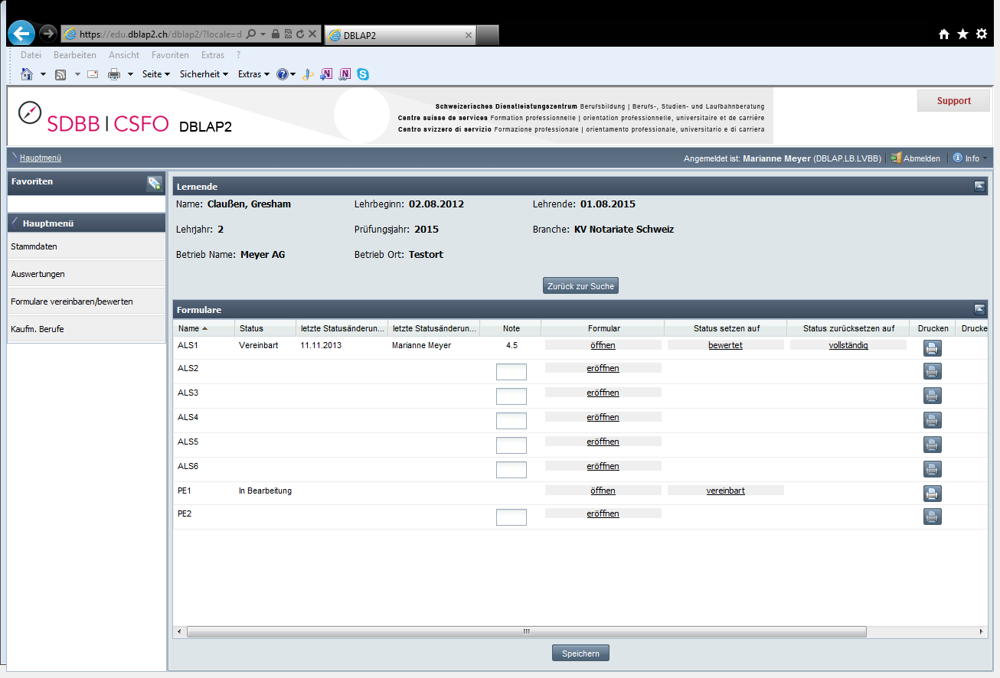 https://edu.dblap2.ch/dblap2/?locale=d
DBLAP2
Datei Bearbeiten Ansicht Favoriten Extras ?
Seite Sicherheit Extras
SDBB | CSFO DBLAP2
Schweizerisches Dienstleistungszentrum Berufsbildung | Berufs-, Studien- und Laufbahnberatung
Centre suisse de services Formation professionnelle | orientation professionnelle, universitaire et de carrière
Centro svizzero di servizio Formazione professionale | orientamento professionale, universitario e di carriera
Support
Hauptmenü
Angemeldet ist: Marianne Meyer (DBLAP.LB.LVBB) Abmelden Info
Favoriten
Hauptmenü
Stammdaten
Auswertungen
Formulare vereinbaren/bewerten
Kaufm. Berufe
Lernende
Name: Claußen, Gresham Lehrbeginn: 02.08.2012 Lehrende: 01.08.2015
Lehrjahr: 2 Prüfungsjahr: 2015 Branche: KV Notariate Schweiz
Betrieb Name: Meyer AG Betrieb Ort: Testort
Zurück zur Suche
Formulare
Name Status letzte Statusänderun... letzte Statusänderun... Note Formular Status setzen auf Status zurücksetzen auf Drucken Drucke
ALS1 Vereinbart 11.11.2013 Marianne Meyer 4.5 öffnen bewertet vollständig
ALS2 eröffnen
ALS3 eröffnen
ALS4 eröffnen
ALS5 eröffnen
ALS6 eröffnen
PE1 In Bearbeitung öffnen vereinbart
PE2 eröffnen
Speichern